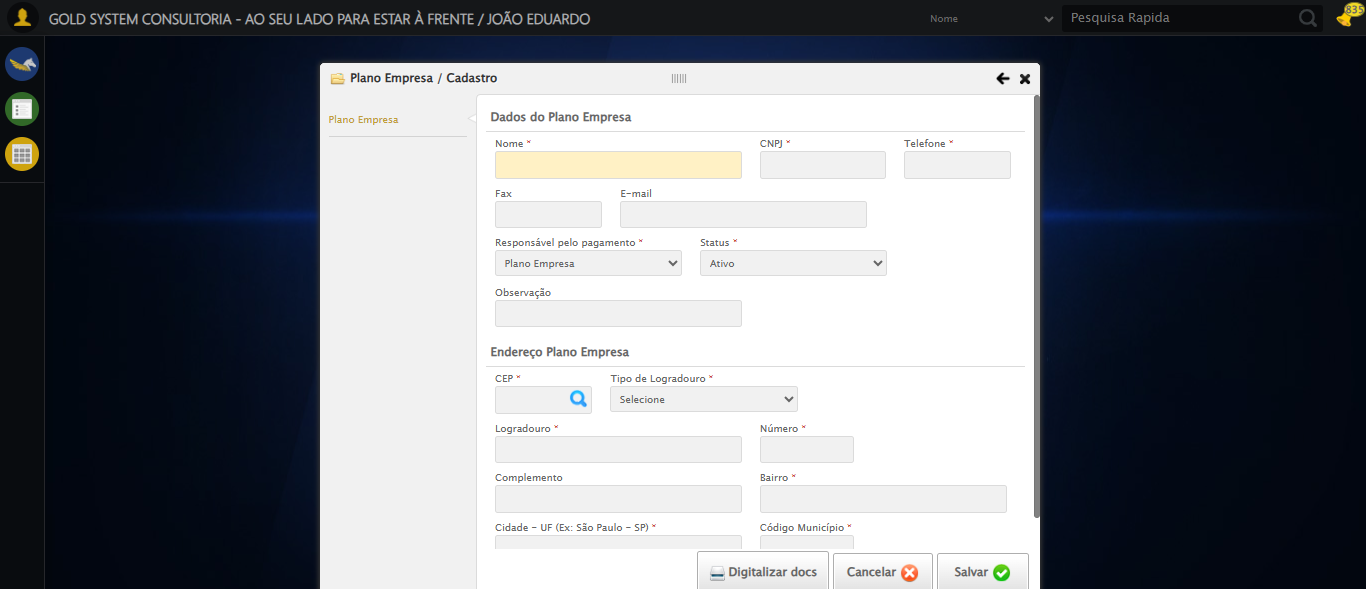 GOLD SYSTEM CONSULTORIA - AO SEU LADO PARA ESTAR À FRENTE / JOÃO EDUARDO
Nome
Pesquisa Rapida
835
Plano Empresa / Cadastro
Plano Empresa
Dados do Plano Empresa
Nome * CNPJ * Telefone *
Fax E-mail
Responsável pelo pagamento * Status *
Plano Empresa Ativo
Observação
Endereço Plano Empresa
CEP * Tipo de Logradouro *
Selecione
Logradouro * Número *
Complemento Bairro *
Cidade - UF (Ex: São Paulo - SP) * Código Município *
Digitalizar docs Cancelar Salvar